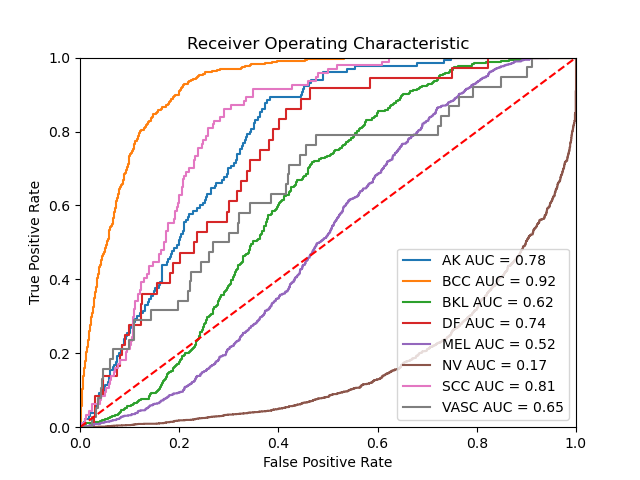 Receiver Operating Characteristic
True Positive Rate
1.0
0.8
0.6
0.4
0.2
0.0
AK AUC = 0.78
BCC AUC = 0.92
BKL AUC = 0.62
DF AUC = 0.74
MEL AUC = 0.52
NV AUC = 0.17
SCC AUC = 0.81
VASC AUC = 0.65
0.0 0.2 0.4 0.6 0.8 1.0
False Positive Rate